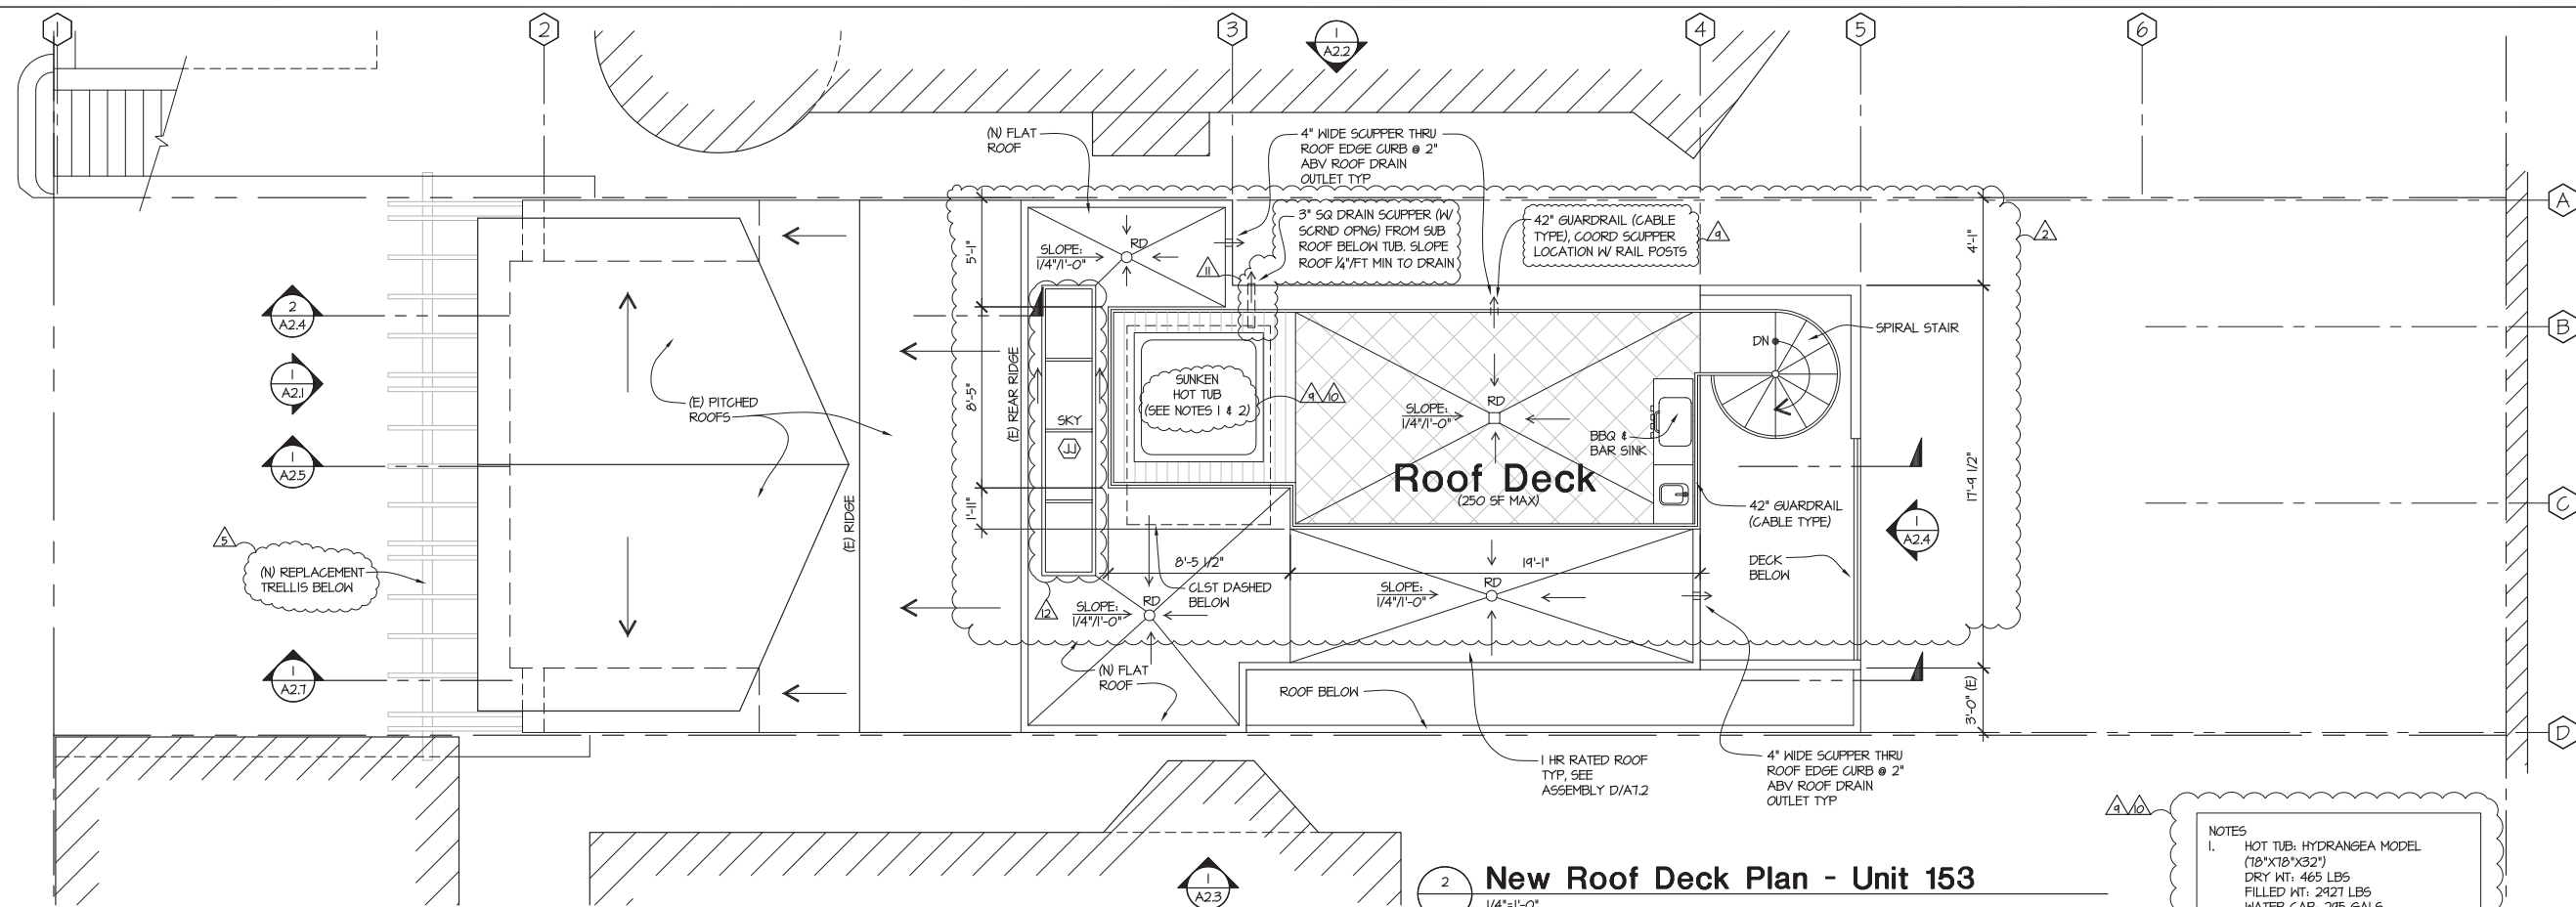 1
2
3
4
5
6
1
A2.2
(N) FLAT
ROOF
4" WIDE SCUPPER THRU
ROOF EDGE CURB @ 2"
ABV ROOF DRAIN
OUTLET TYP
A
3" SQ DRAIN SCUPPER (W/
SCRND OPNG) FROM SUB
ROOF BELOW TUB. SLOPE
ROOF 1/4"/FT MIN TO DRAIN
42" GUARDRAIL (CABLE
TYPE), COORD SCUPPER
LOCATION W/ RAIL POSTS
9
2
5'-1"
SLOPE:
1/4"/1'-0"
RD
11
4'-1"
2
A2.4
SPIRAL STAIR
B
DN
1
A2.1
(E) PITCHED
ROOFS
8'-5"
(E) REAR RIDGE
SKY
JJ
SUNKEN
HOT TUB
(SEE NOTES 1 & 2)
9
10
SLOPE:
1/4"/1'-0"
RD
BBQ &
BAR SINK
1
A2.5
Roof Deck
(250 SF MAX)
17'-9 1/2"
1'-11"
(E) RIDGE
42" GUARDRAIL
(CABLE TYPE)
C
1
A2.4
5
(N) REPLACEMENT
TRELLIS BELOW
8'-5 1/2"
19'-1"
DECK
BELOW
CLST DASHED
BELOW
12
SLOPE:
1/4"/1'-0"
RD
SLOPE:
1/4"/1'-0"
RD
1
A2.7
(N) FLAT
ROOF
ROOF BELOW
3'-0" (E)
D
1 HR RATED ROOF
TYP, SEE
ASSEMBLY D/A7.2
4" WIDE SCUPPER THRU
ROOF EDGE CURB @ 2"
ABV ROOF DRAIN
OUTLET TYP
9
10
NOTES
1. HOT TUB: HYDRANGEA MODEL
(78"X78"X32")
DRY WT: 465 LBS
FILLED WT: 2927 LBS
WATER CAP: 295 GALS
1
A2.3
2
New Roof Deck Plan - Unit 153
1/4"=1'-0"